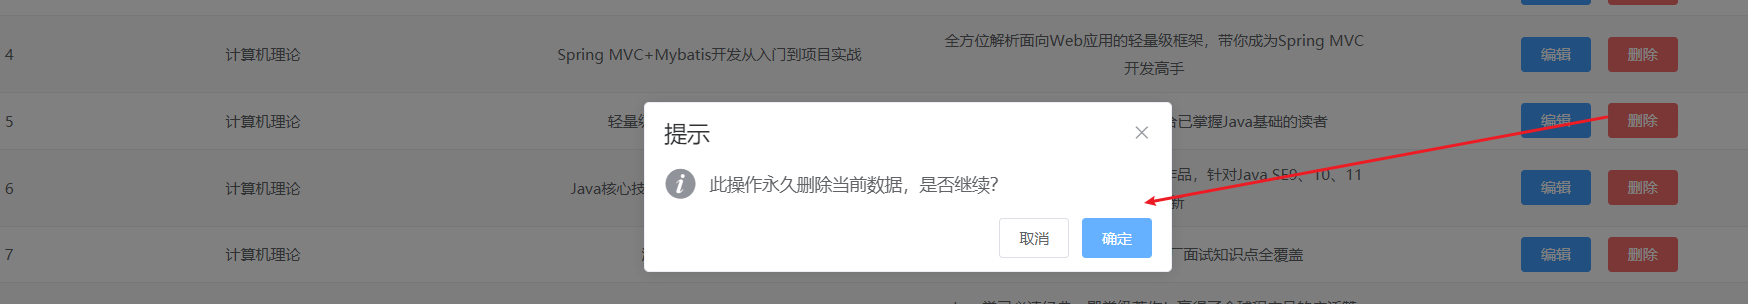 4 计算机理论 Spring MVC+Mybatis开发从入门到项目实战 全方位解析面向Web应用的轻量级框架，带你成为Spring MVC
开发高手 编辑 删除
5 计算机理论 轻量级 已掌握Java基础的读者 编辑 删除
提示
此操作永久删除当前数据，是否继续?
取消 确定
6 计算机理论 Java核心技 品，针对Java SE9、10、11
新 编辑 删除
7 计算机理论 面试知识点全覆盖 编辑 删除